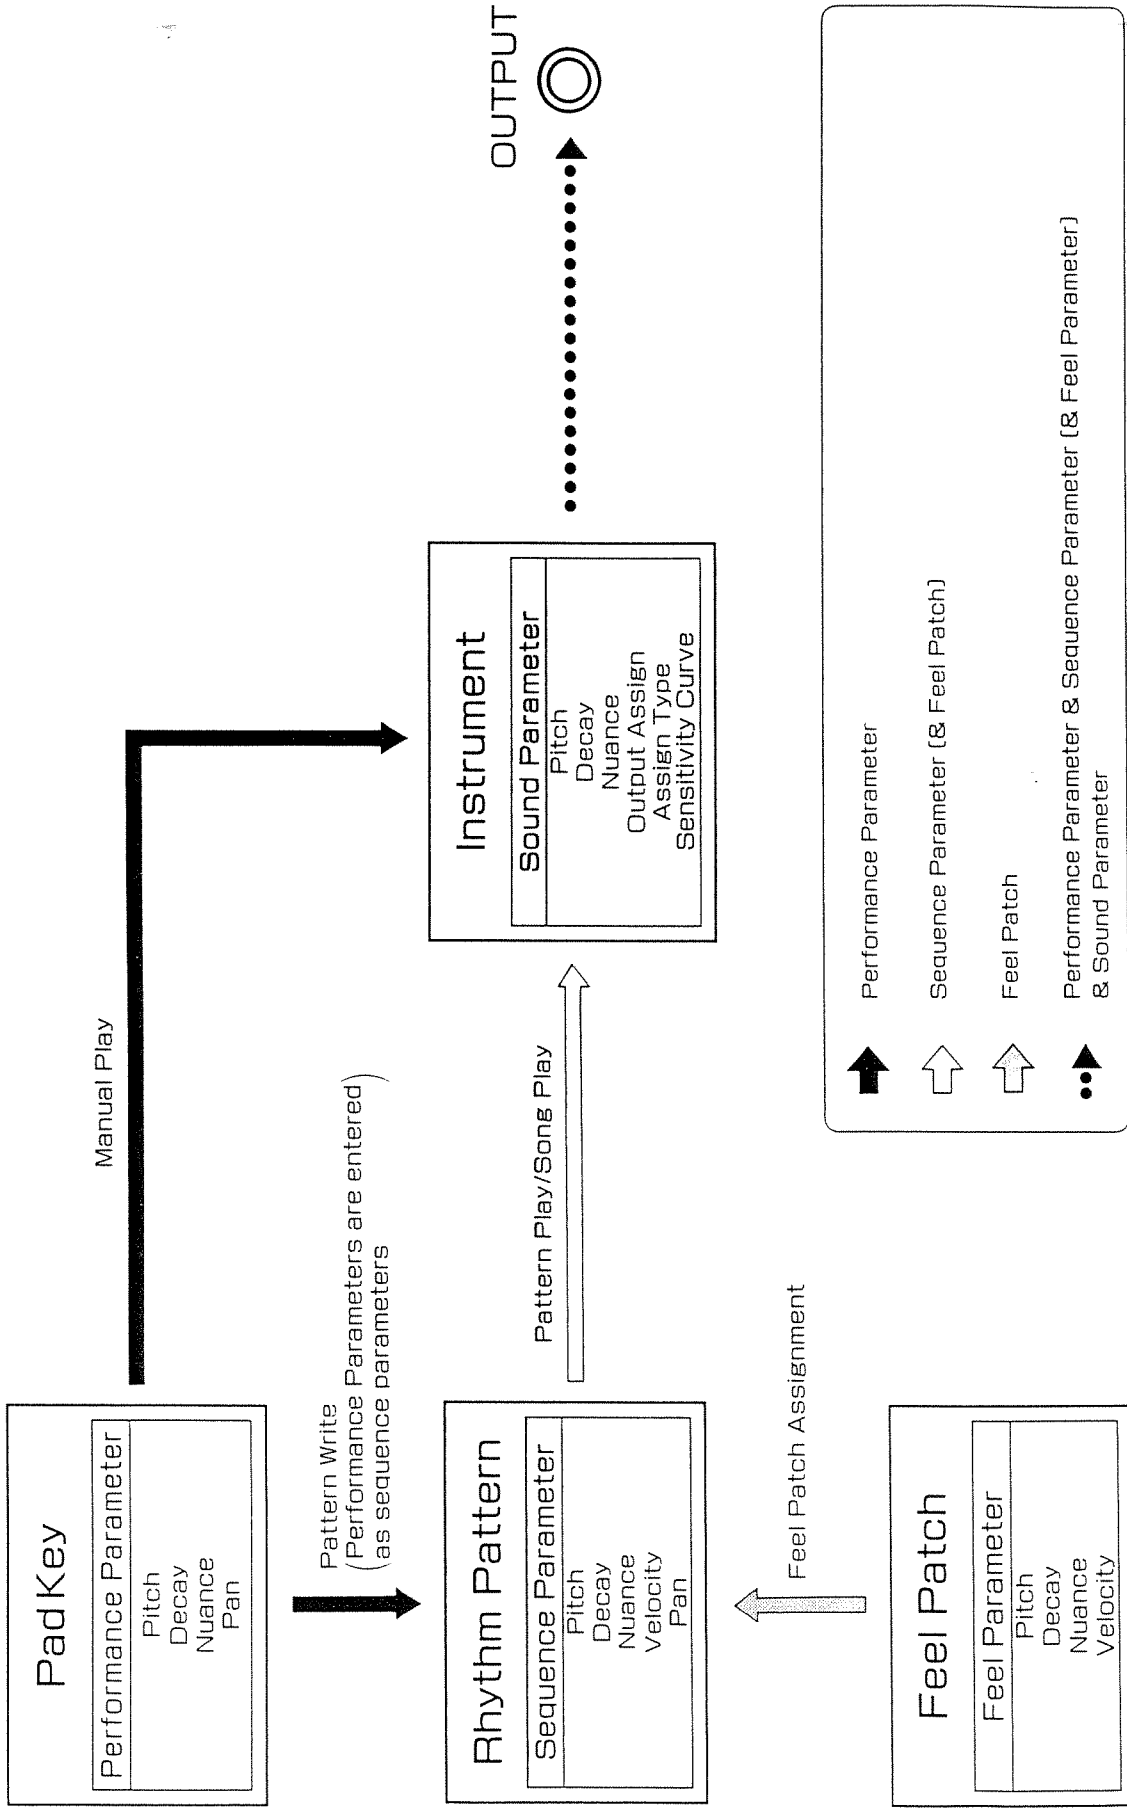 Pad Key
Performance Parameter
Pitch
Decay
Nuance
Pan
Manual Play
Pattern Write
(Performance Parameters are entered
as sequence parameters)
Rhythm Pattern
Sequence Parameter
Pitch
Decay
Nuance
Velocity
Pan
Pattern Play/Song Play
Instrument
Sound Parameter
Pitch
Decay
Nuance
Output Assign
Assign Type
Sensitivity Curve
OUTPUT
Feel Patch Assignment
Feel Patch
Feel Parameter
Pitch
Decay
Nuance
Velocity
Performance Parameter
Sequence Parameter (& Feel Patch)
Feel Patch
Performance Parameter & Sequence Parameter (& Feel Parameter)
& Sound Parameter